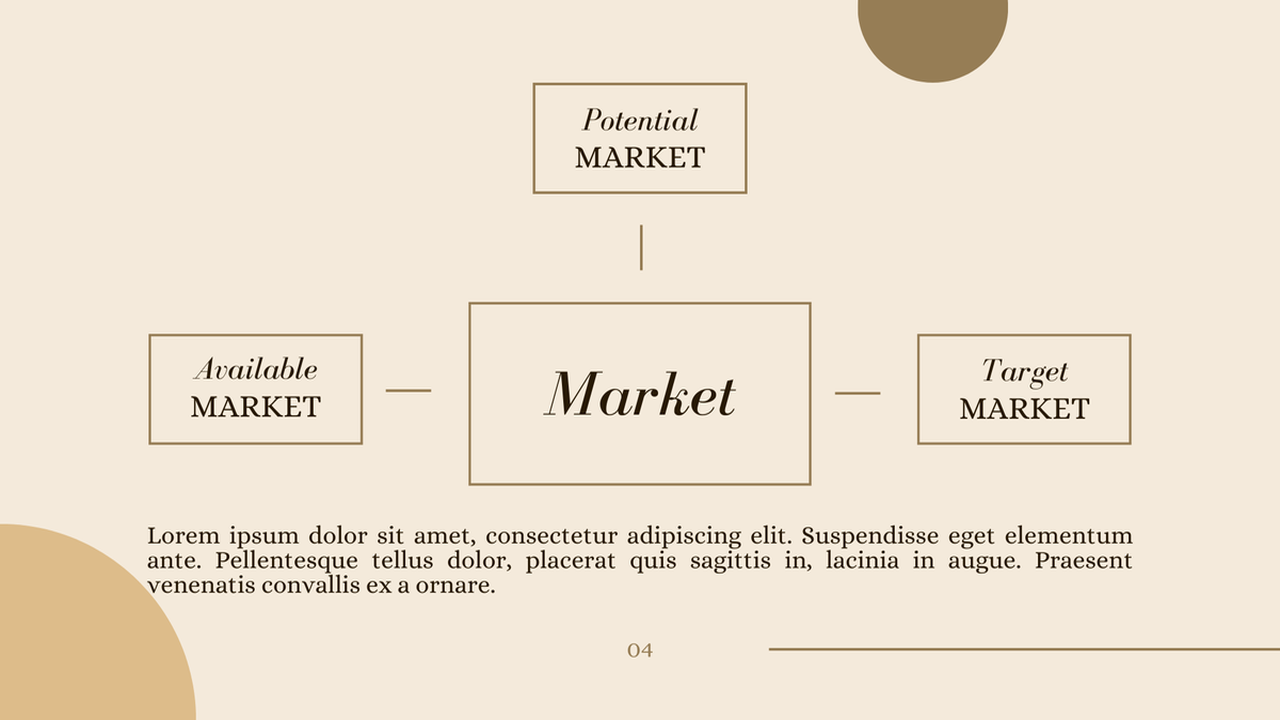 Potential
MARKET
Available
MARKET
Market
Target
MARKET
Lorem ipsum dolor sit amet, consectetur adipiscing elit. Suspendisse eget elementum
ante. Pellentesque tellus dolor, placerat quis sagittis in, lacinia in augue. Praesent
venenatis convallis ex a ornare.
04